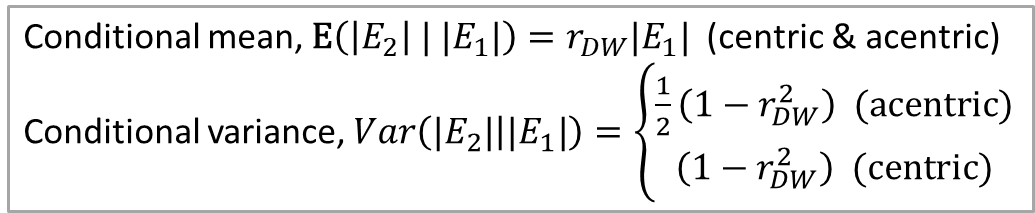 Conditional mean, E(|E₂| | |E₁|) = r_DW|E₁| (centric & acentric)
Conditional variance, Var(|E₂|||E₁|) = { ½(1 − r²_DW) (acentric)
(1 − r²_DW) (centric)